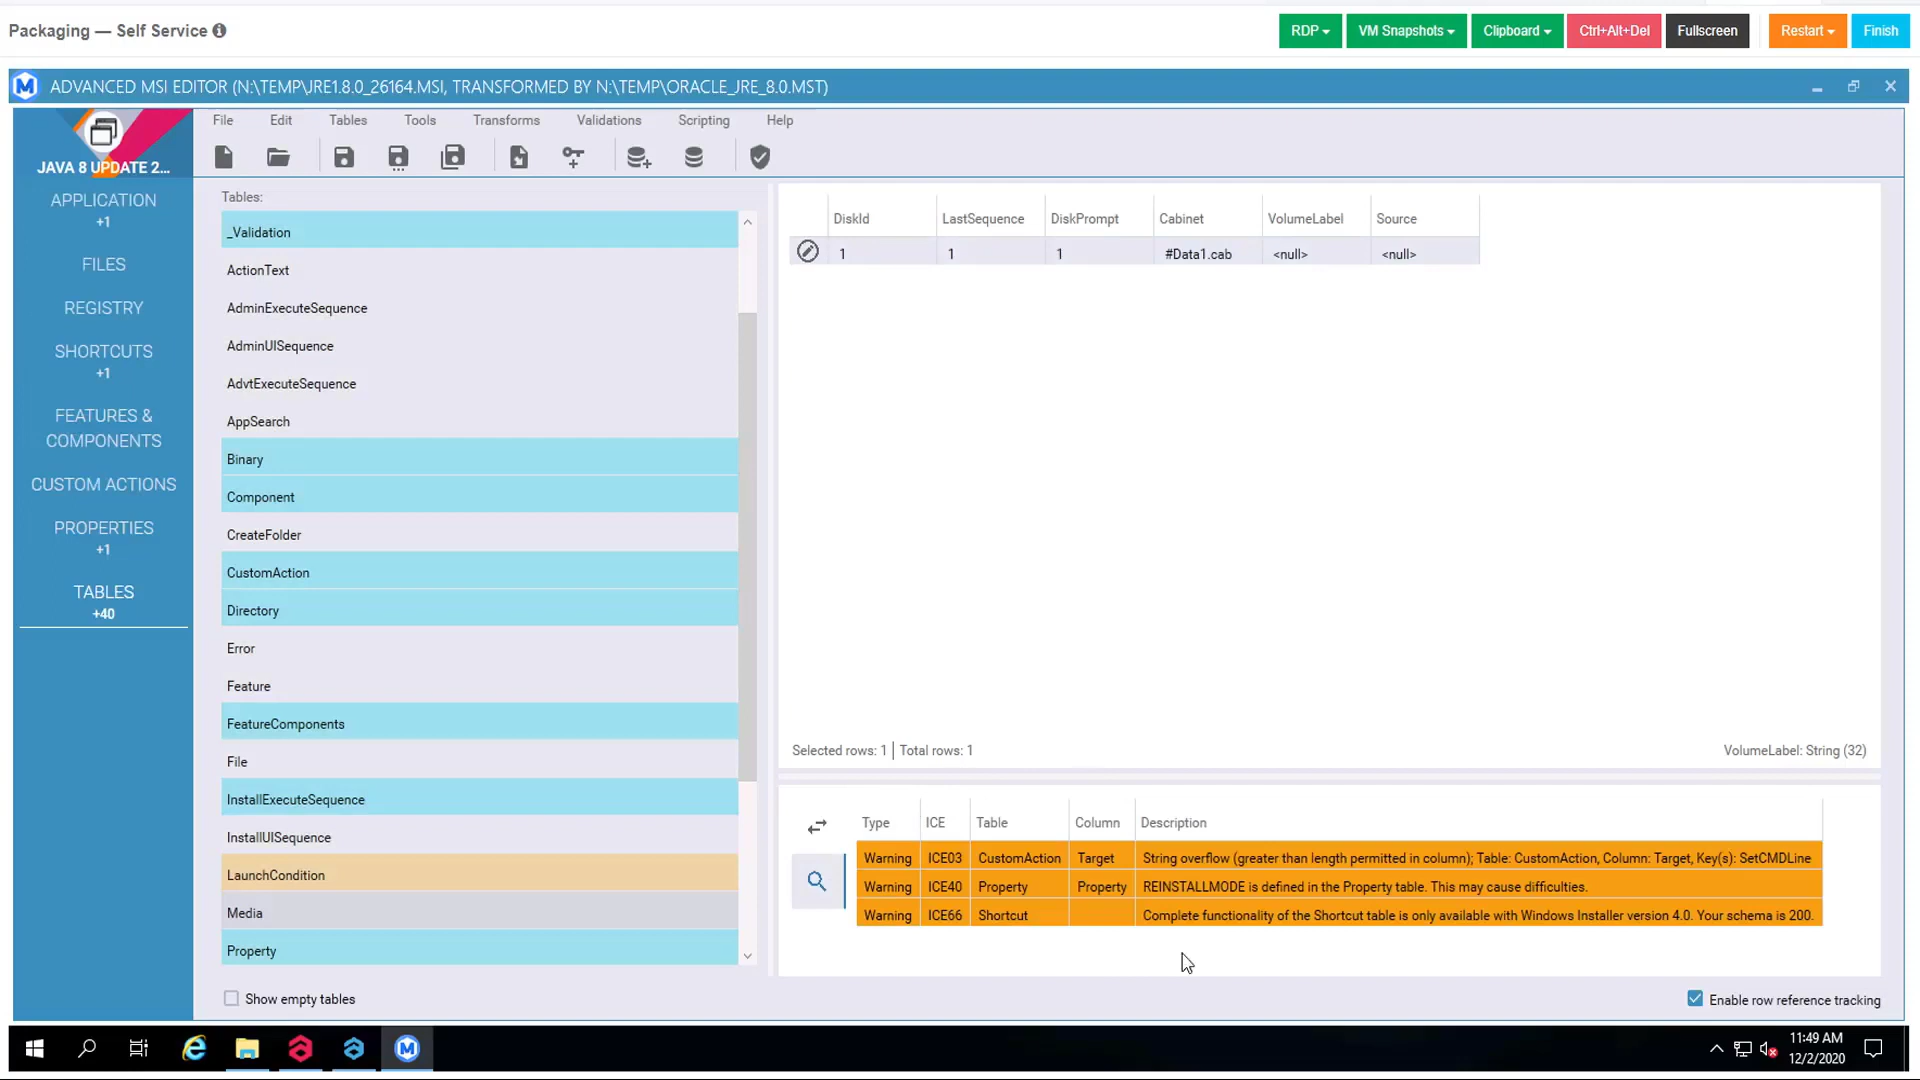 Packaging — Self Service
RDP
VM Snapshots
Clipboard
Ctrl+Alt+Del
Fullscreen
Restart
Finish
ADVANCED MSI EDITOR (N:\TEMP\JRE1.8.0_26164.MSI, TRANSFORMED BY N:\TEMP\ORACLE_JRE_8.0.MST)
JAVA 8 UPDATE 2...
APPLICATION
+1
FILES
REGISTRY
SHORTCUTS
+1
FEATURES &
COMPONENTS
CUSTOM ACTIONS
PROPERTIES
+1
TABLES
+40
File Edit Tables Tools Transforms Validations Scripting Help
Tables:
_Validation
ActionText
AdminExecuteSequence
AdminUISequence
AdvtExecuteSequence
AppSearch
Binary
Component
CreateFolder
CustomAction
Directory
Error
Feature
FeatureComponents
File
InstallExecuteSequence
InstallUISequence
LaunchCondition
Media
Property
Show empty tables
DiskId LastSequence DiskPrompt Cabinet VolumeLabel Source
1 1 1 #Data1.cab <null> <null>
Selected rows: 1 | Total rows: 1
VolumeLabel: String (32)
Type ICE Table Column Description
Warning ICE03 CustomAction Target String overflow (greater than length permitted in column); Table: CustomAction, Column: Target, Key(s): SetCMDLine
Warning ICE40 Property Property REINSTALLMODE is defined in the Property table. This may cause difficulties.
Warning ICE66 Shortcut Complete functionality of the Shortcut table is only available with Windows Installer version 4.0. Your schema is 200.
Enable row reference tracking
11:49 AM
12/2/2020